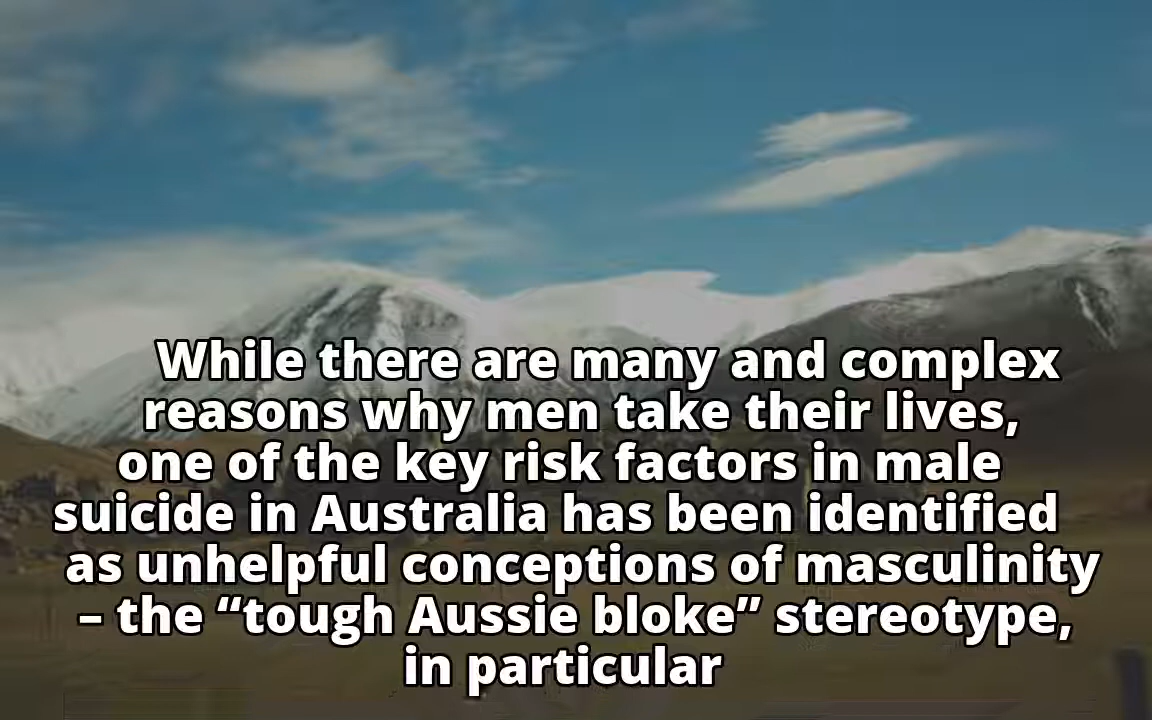 While there are many and complex
reasons why men take their lives,
one of the key risk factors in male
suicide in Australia has been identified
as unhelpful conceptions of masculinity
– the “tough Aussie bloke” stereotype,
in particular